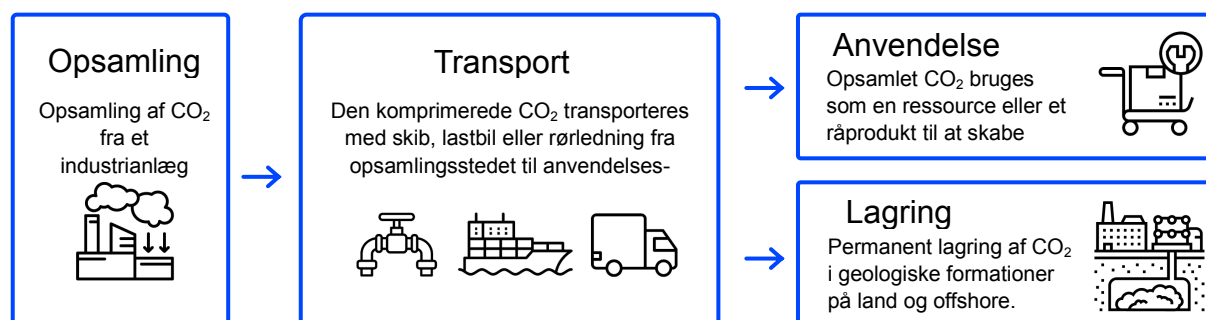 Opsamling
Opsamling af CO₂
fra et
industrianlæg
Transport
Den komprimerede CO₂ transporteres
med skib, lastbil eller rørledning fra
opsamlingsstedet til anvendelses-
Anvendelse
Opsamlet CO₂ bruges
som en ressource eller et
råprodukt til at skabe
Lagring
Permanent lagring af CO₂
i geologiske formationer
på land og offshore.